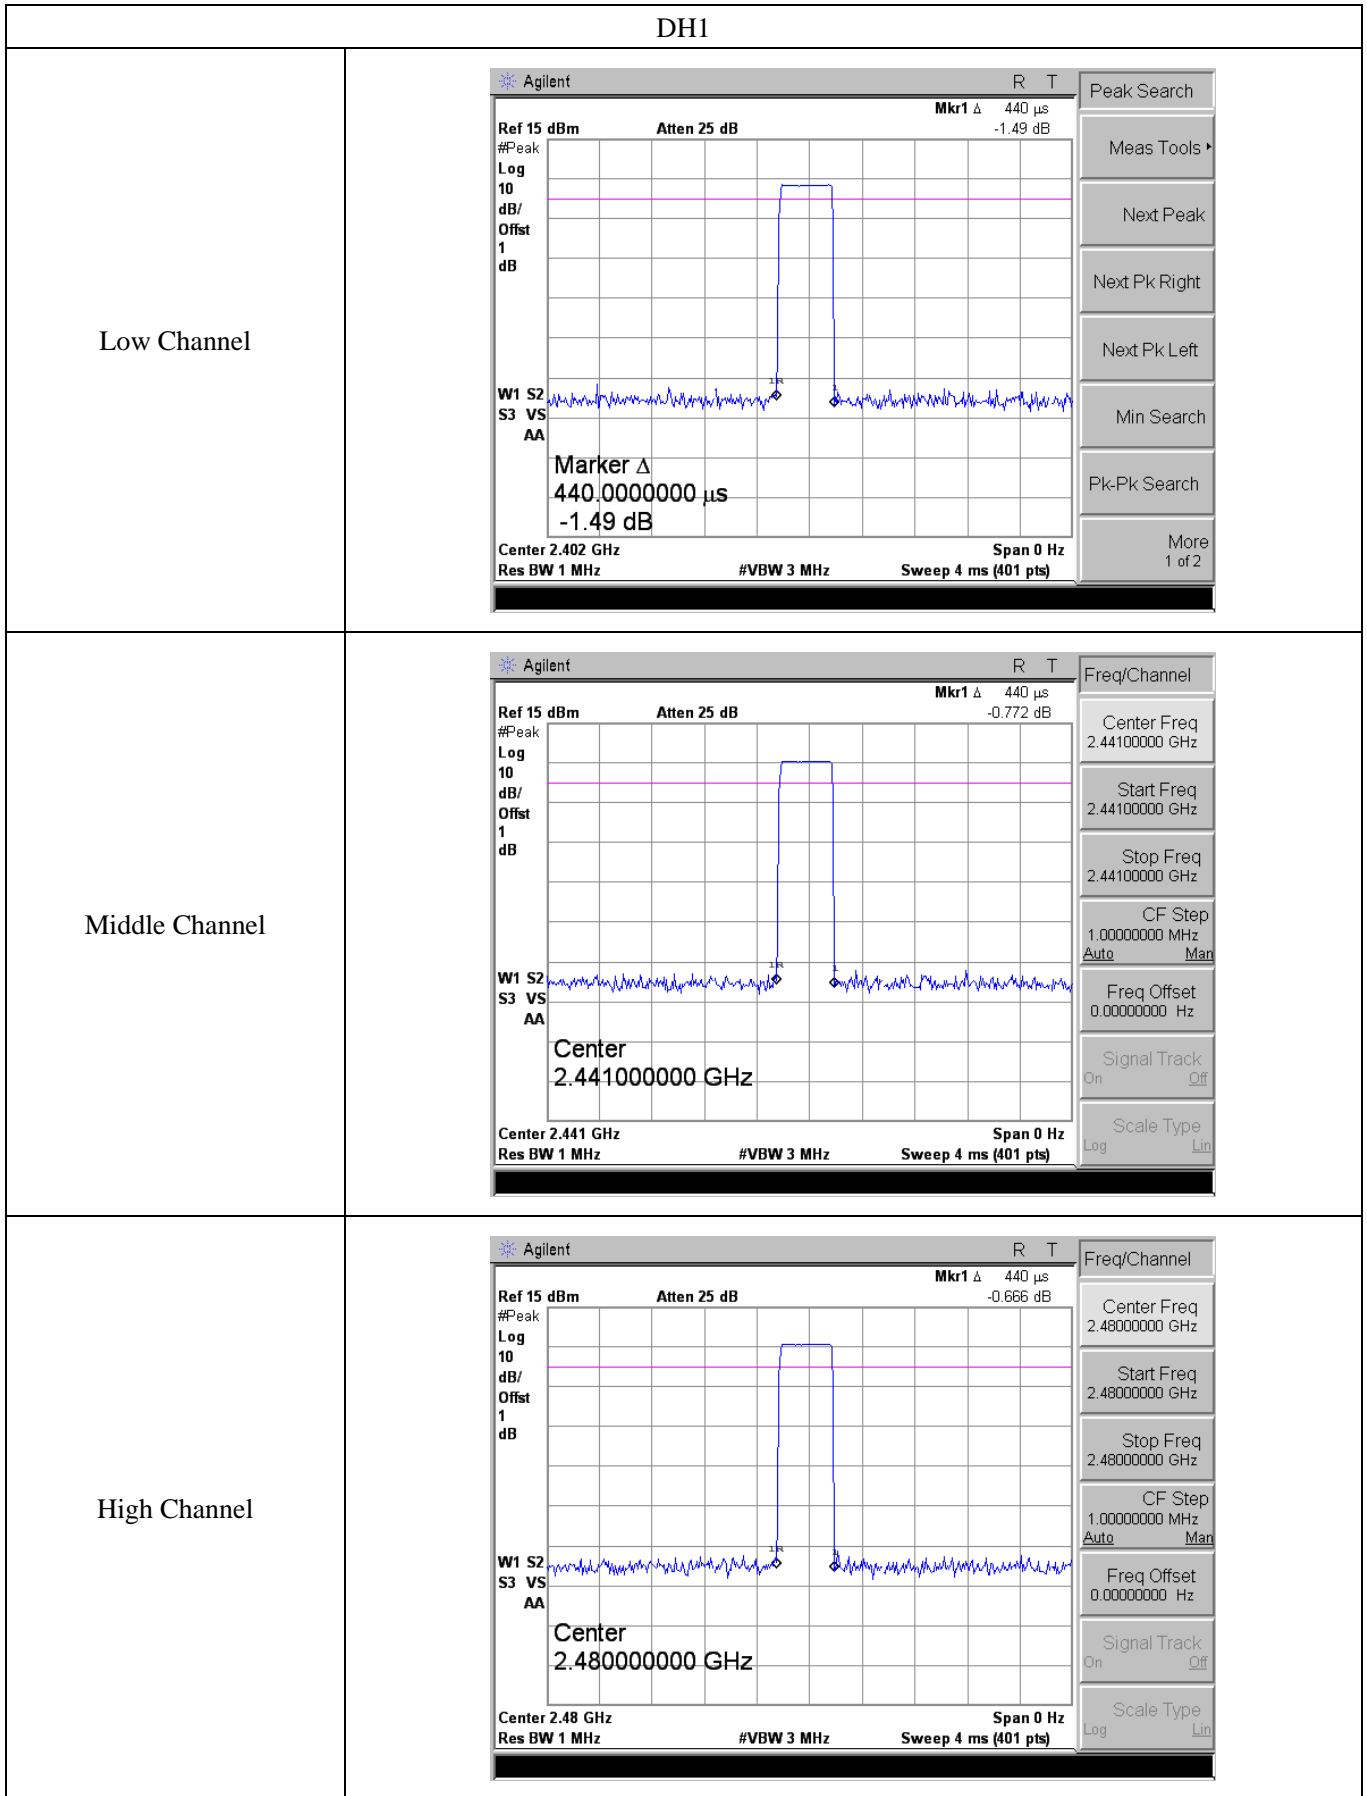 DH1
Low Channel
Agilent R T
Mkr1 Δ 440 µs
Ref 15 dBm Atten 25 dB -1.49 dB
#Peak
Log
10
dB/
Offst
1
dB
1R
1
W1 S2
S3 VS
AA
Marker Δ
440.0000000 µs
-1.49 dB
Center 2.402 GHz Span 0 Hz
Res BW 1 MHz #VBW 3 MHz Sweep 4 ms (401 pts)
Peak Search
Meas Tools
Next Peak
Next Pk Right
Next Pk Left
Min Search
Pk-Pk Search
More
1 of 2
Middle Channel
Agilent R T
Mkr1 Δ 440 µs
Ref 15 dBm Atten 25 dB -0.772 dB
#Peak
Log
10
dB/
Offst
1
dB
1R
1
W1 S2
S3 VS
AA
Center
2.441000000 GHz
Center 2.441 GHz Span 0 Hz
Res BW 1 MHz #VBW 3 MHz Sweep 4 ms (401 pts)
Freq/Channel
Center Freq
2.44100000 GHz
Start Freq
2.44100000 GHz
Stop Freq
2.44100000 GHz
CF Step
1.00000000 MHz
Auto Man
Freq Offset
0.00000000 Hz
Signal Track
On Off
Scale Type
Log Lin
High Channel
Agilent R T
Mkr1 Δ 440 µs
Ref 15 dBm Atten 25 dB -0.666 dB
#Peak
Log
10
dB/
Offst
1
dB
1R
1
W1 S2
S3 VS
AA
Center
2.480000000 GHz
Center 2.48 GHz Span 0 Hz
Res BW 1 MHz #VBW 3 MHz Sweep 4 ms (401 pts)
Freq/Channel
Center Freq
2.48000000 GHz
Start Freq
2.48000000 GHz
Stop Freq
2.48000000 GHz
CF Step
1.00000000 MHz
Auto Man
Freq Offset
0.00000000 Hz
Signal Track
On Off
Scale Type
Log Lin